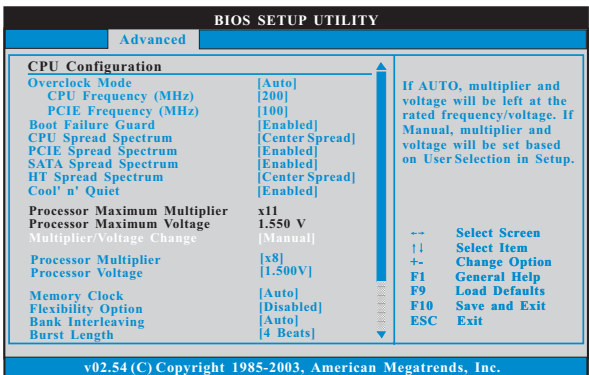 BIOS SETUP UTILITY
Advanced
CPU Configuration
Overclock Mode [Auto]
CPU Frequency (MHz) [200]
PCIE Frequency (MHz) [100]
Boot Failure Guard [Enabled]
CPU Spread Spectrum [Center Spread]
PCIE Spread Spectrum [Enabled]
SATA Spread Spectrum [Enabled]
HT Spread Spectrum [Center Spread]
Cool' n' Quiet [Enabled]
Processor Maximum Multiplier x11
Processor Maximum Voltage 1.550 V
Multiplier/Voltage Change [Manual]
Processor Multiplier [x8]
Processor Voltage [1.500V]
Memory Clock [Auto]
Flexibility Option [Disabled]
Bank Interleaving [Auto]
Burst Length [4 Beats]
If AUTO, multiplier and
voltage will be left at the
rated frequency/voltage. If
Manual, multiplier and
voltage will be set based
on User Selection in Setup.
←→ Select Screen
↑↓ Select Item
+- Change Option
F1 General Help
F9 Load Defaults
F10 Save and Exit
ESC Exit
v02.54 (C) Copyright 1985-2003, American Megatrends, Inc.